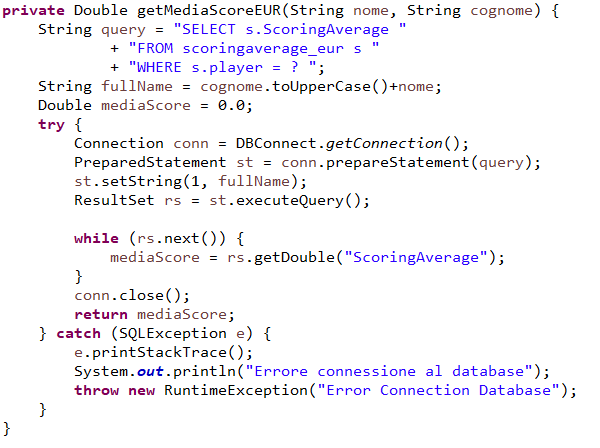 private Double getMediaScoreEUR(String nome, String cognome) {
    String query = "SELECT s.ScoringAverage "
            + "FROM scoringaverage_eur s "
            + "WHERE s.player = ? ";
    String fullName = cognome.toUpperCase()+nome;
    Double mediaScore = 0.0;
    try {
        Connection conn = DBConnect.getConnection();
        PreparedStatement st = conn.prepareStatement(query);
        st.setString(1, fullName);
        ResultSet rs = st.executeQuery();

        while (rs.next()) {
            mediaScore = rs.getDouble("ScoringAverage");
        }
        conn.close();
        return mediaScore;
    } catch (SQLException e) {
        e.printStackTrace();
        System.out.println("Errore connessione al database");
        throw new RuntimeException("Error Connection Database");
    }
}